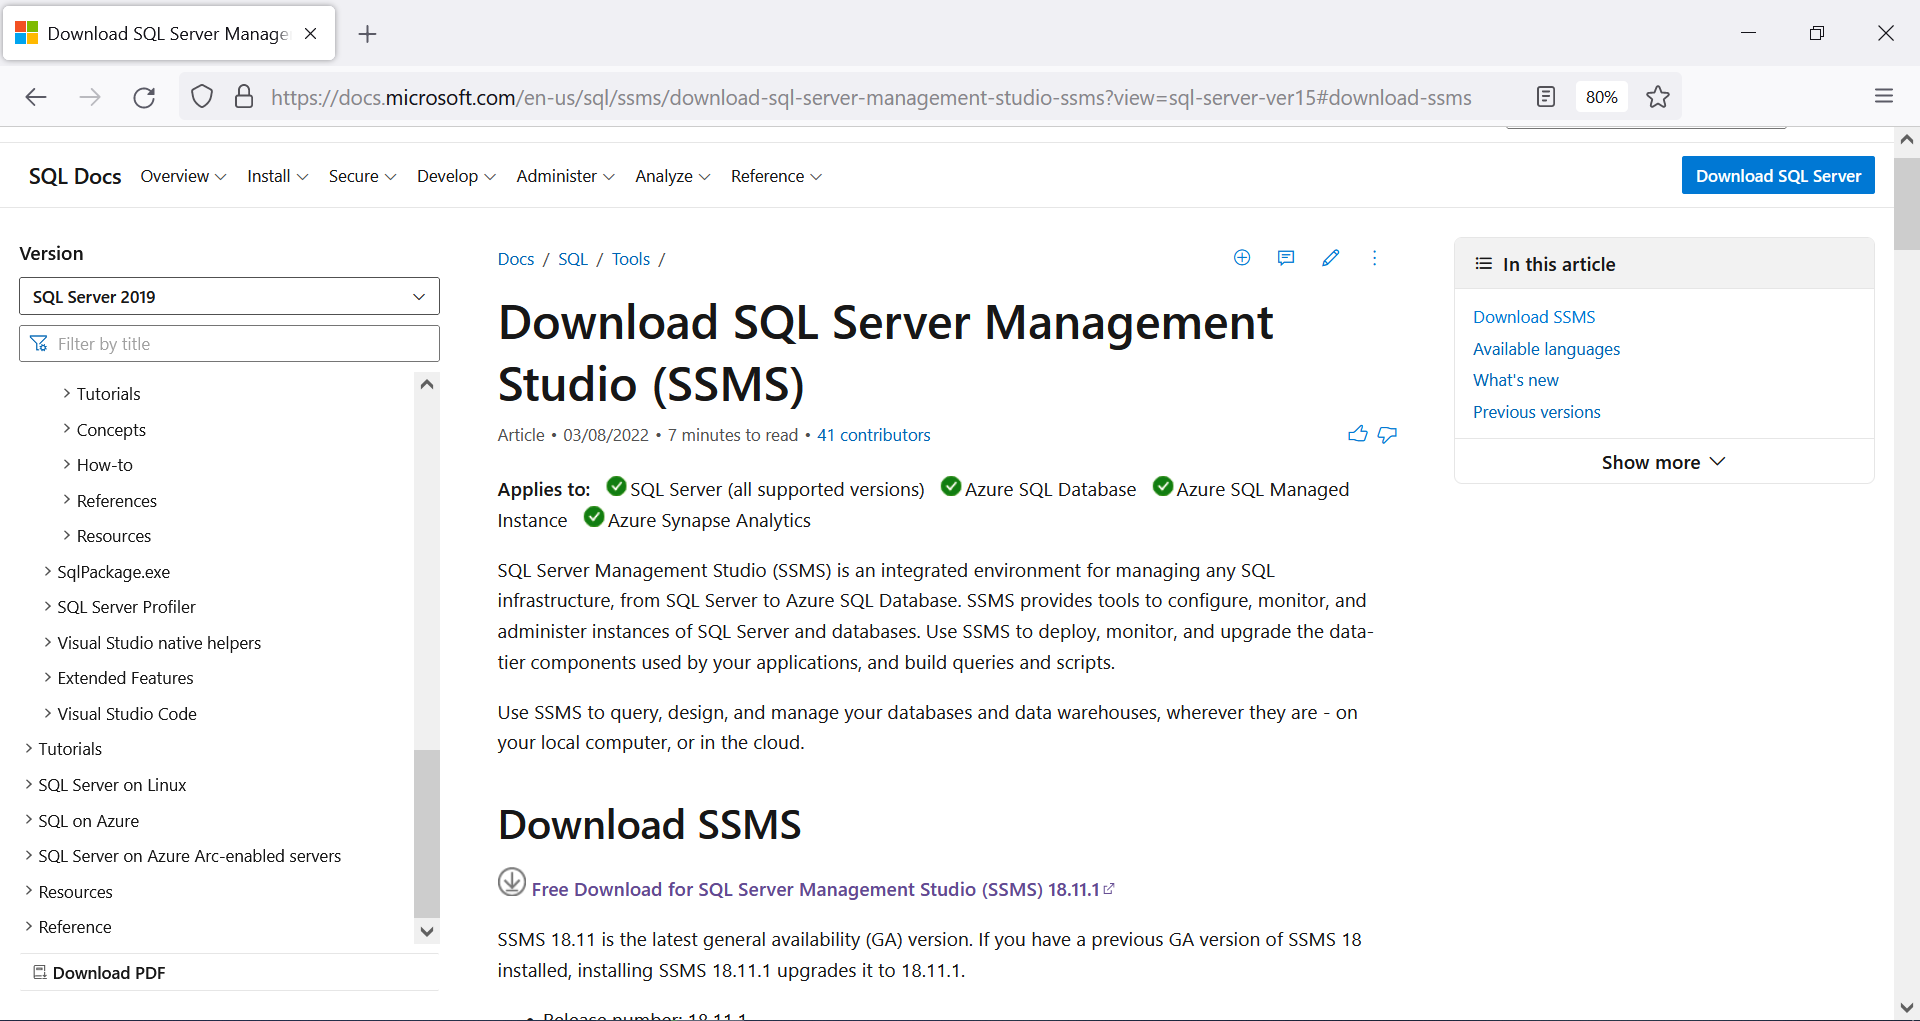 Download SQL Server Manage
https://docs.microsoft.com/en-us/sql/ssms/download-sql-server-management-studio-ssms?view=sql-server-ver15#download-ssms
80%
SQL Docs Overview Install Secure Develop Administer Analyze Reference Download SQL Server
Version
SQL Server 2019
Filter by title
Tutorials
Concepts
How-to
References
Resources
SqlPackage.exe
SQL Server Profiler
Visual Studio native helpers
Extended Features
Visual Studio Code
Tutorials
SQL Server on Linux
SQL on Azure
SQL Server on Azure Arc-enabled servers
Resources
Reference
Download PDF
Docs / SQL / Tools /
Download SQL Server Management
Studio (SSMS)
Article • 03/08/2022 • 7 minutes to read • 41 contributors
Applies to: SQL Server (all supported versions) Azure SQL Database Azure SQL Managed
Instance Azure Synapse Analytics
SQL Server Management Studio (SSMS) is an integrated environment for managing any SQL
infrastructure, from SQL Server to Azure SQL Database. SSMS provides tools to configure, monitor, and
administer instances of SQL Server and databases. Use SSMS to deploy, monitor, and upgrade the data-
tier components used by your applications, and build queries and scripts.
Use SSMS to query, design, and manage your databases and data warehouses, wherever they are - on
your local computer, or in the cloud.
Download SSMS
Free Download for SQL Server Management Studio (SSMS) 18.11.1
SSMS 18.11 is the latest general availability (GA) version. If you have a previous GA version of SSMS 18
installed, installing SSMS 18.11.1 upgrades it to 18.11.1.
• Release number: 18.11.1
In this article
Download SSMS
Available languages
What's new
Previous versions
Show more